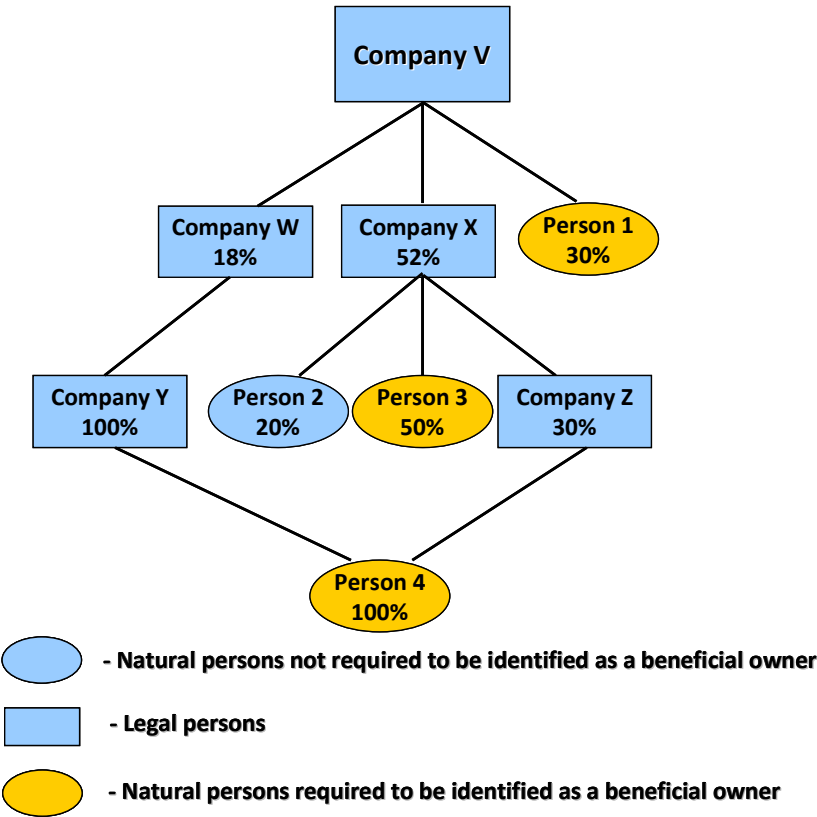 Company V
Company W
18%
Company X
52%
Person 1
30%
Company Y
100%
Person 2
20%
Person 3
50%
Company Z
30%
Person 4
100%
- Natural persons not required to be identified as a beneficial owner
- Legal persons
- Natural persons required to be identified as a beneficial owner